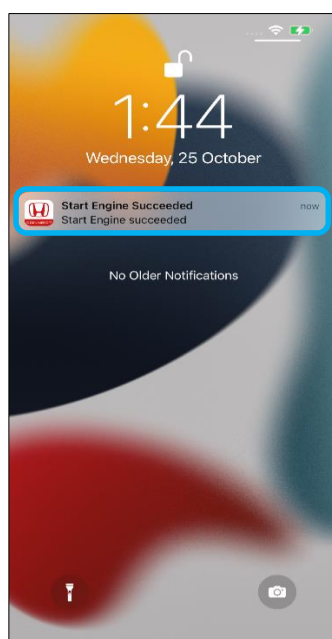 1:44
Wednesday, 25 October
Start Engine Succeeded
now
Start Engine succeeded
No Older Notifications